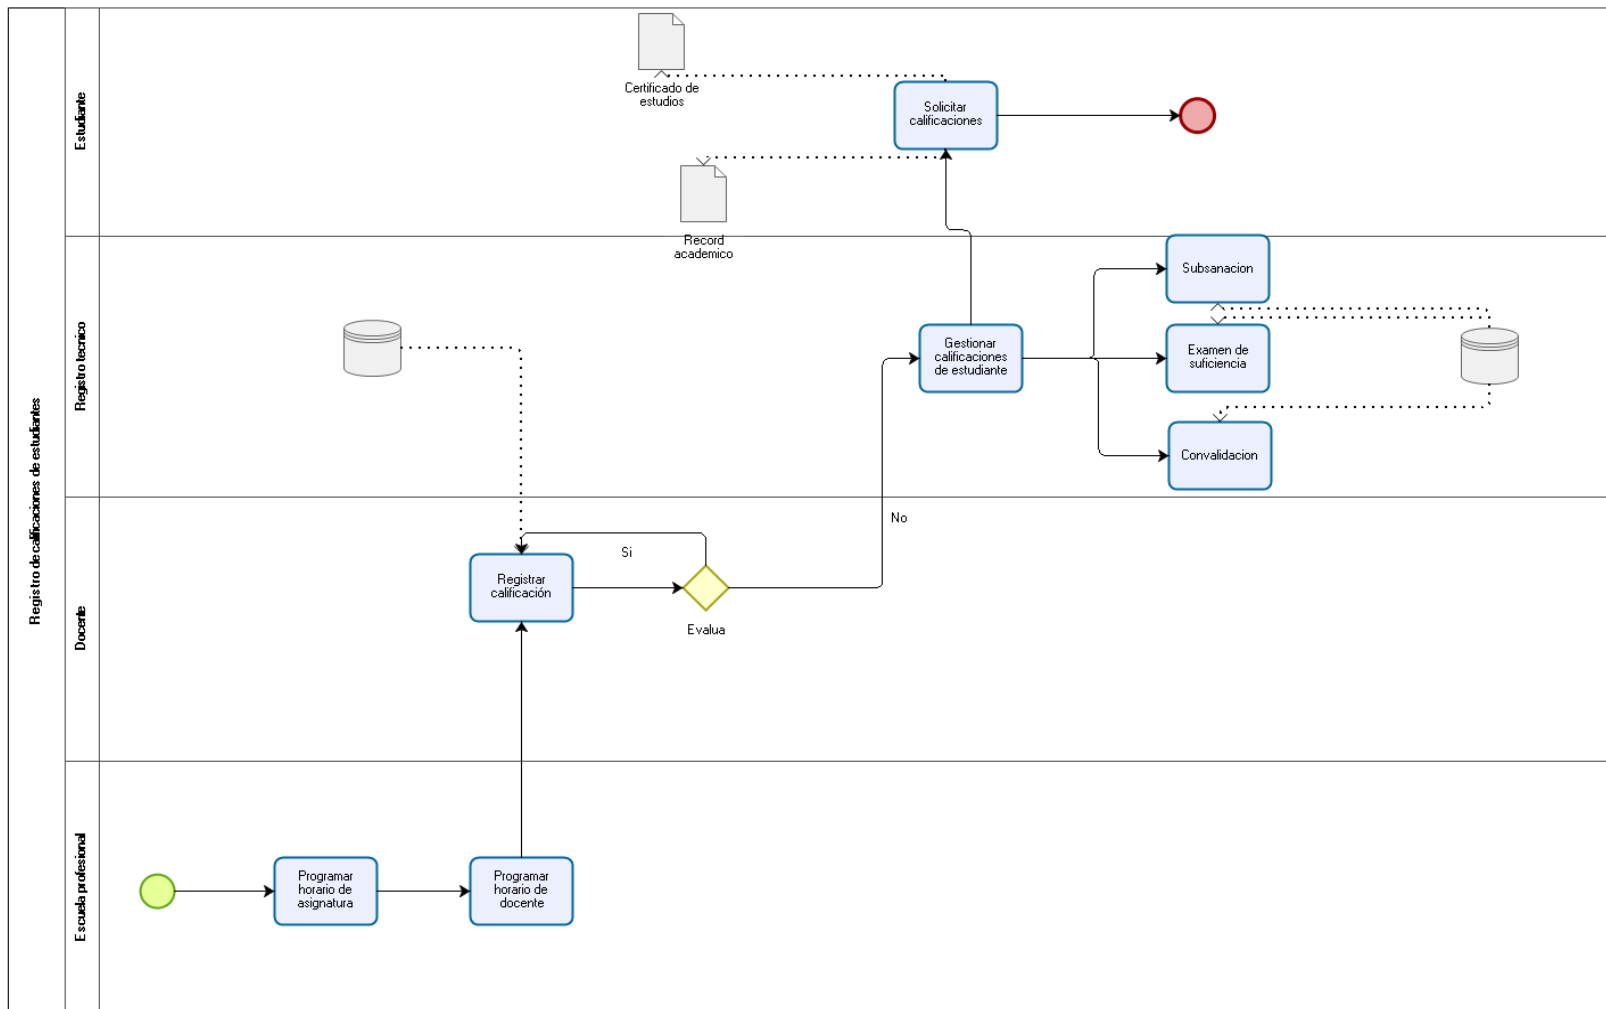 Registro de calificaciones de estudiantes
Estudiante
Certificado de
estudios
Solicitar
calificaciones
Record
academico
Registro tecnico
Subsanacion
Gestionar
calificaciones
de estudiante
Examen de
suficiencia
Convalidacion
Docente
No
Si
Registrar
calificación
Evalua
Escuela profesional
Programar
horario de
asignatura
Programar
horario de
docente